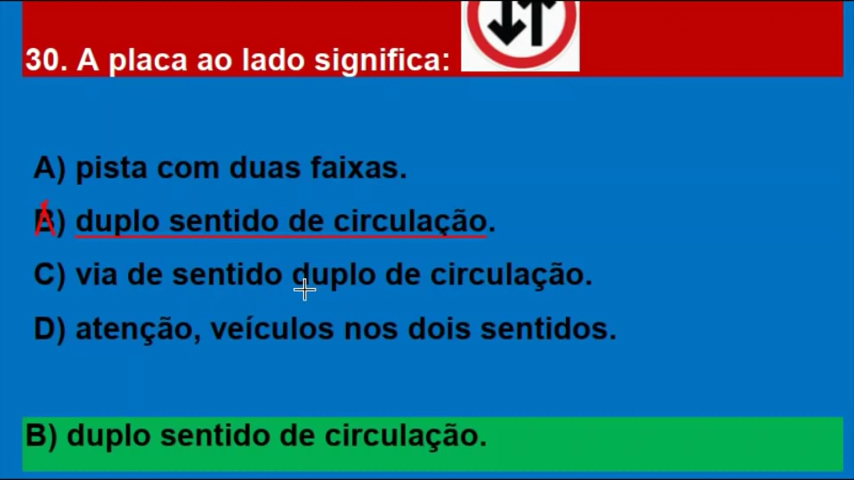 30. A placa ao lado significa:
A) pista com duas faixas.
B) duplo sentido de circulação.
C) via de sentido duplo de circulação.
D) atenção, veículos nos dois sentidos.
B) duplo sentido de circulação.